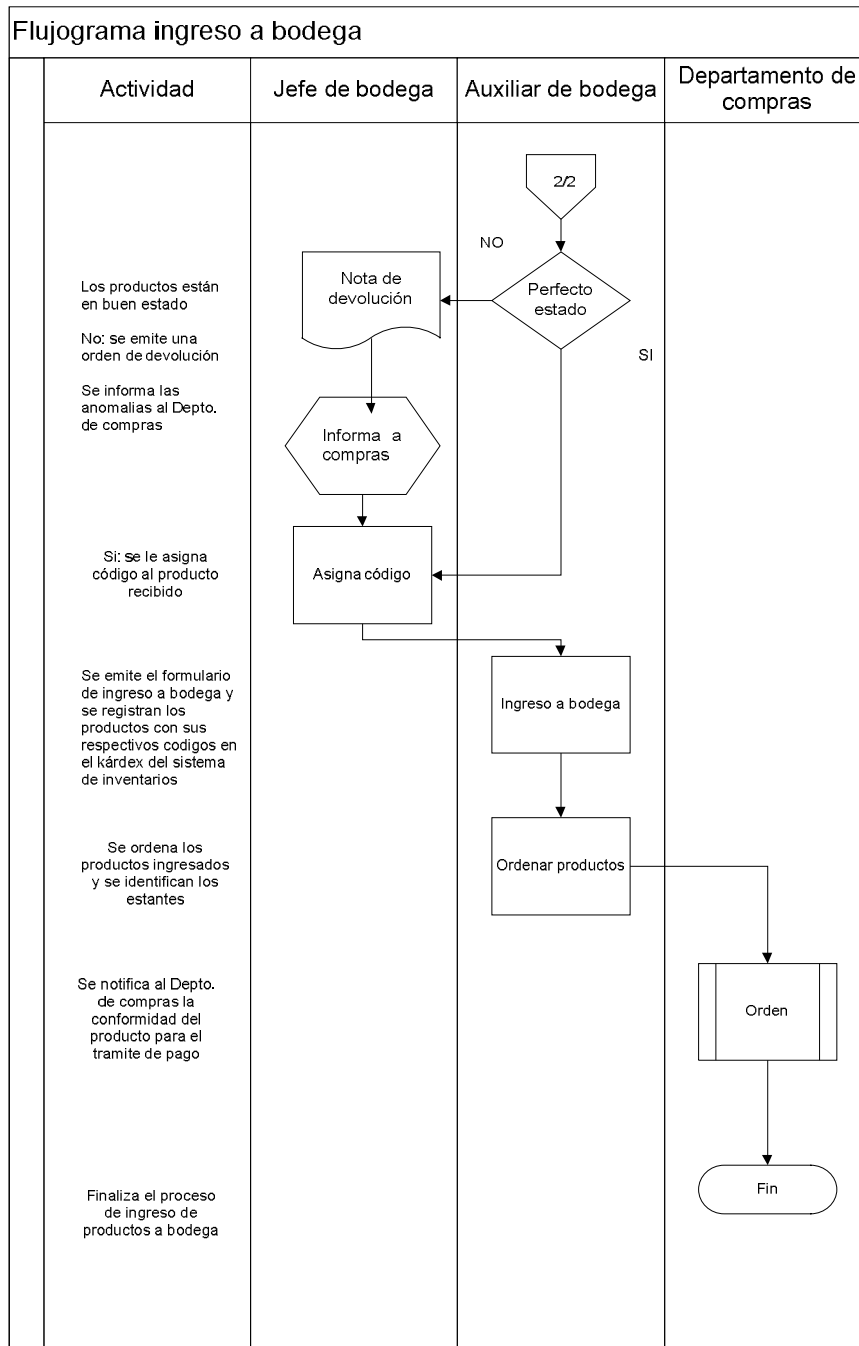 Flujograma ingreso a bodega
Actividad
Jefe de bodega
Auxiliar de bodega
Departamento de
compras
2/2
NO
Nota de
devolución
Perfecto
estado
SI
Los productos están
en buen estado
No: se emite una
orden de devolución
Se informa las
anomalias al Depto.
de compras
Informa a
compras
Si: se le asigna
código al producto
recibido
Asigna código
Se emite el formulario
de ingreso a bodega y
se registran los
productos con sus
respectivos codigos en
el kárdex del sistema
de inventarios
Ingreso a bodega
Se ordena los
productos ingresados
y se identifican los
estantes
Ordenar productos
Se notifica al Depto.
de compras la
conformidad del
producto para el
tramite de pago
Orden
Finaliza el proceso
de ingreso de
productos a bodega
Fin